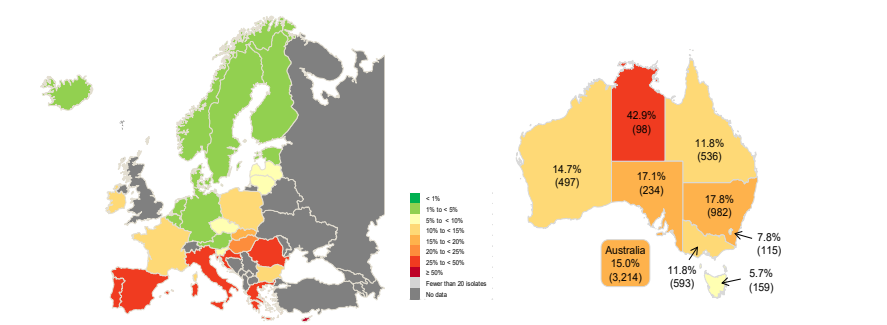 < 1%
1% to < 5%
5% to < 10%
10% to < 15%
15% to < 20%
20% to < 25%
25% to < 50%
≥ 50%
Fewer than 20 isolates
No data
42.9%
(98)
11.8%
(536)
14.7%
(497)
17.1%
(234)
17.8%
(982)
7.8%
(115)
Australia
15.0%
(3,214)
11.8%
(593)
5.7%
(159)